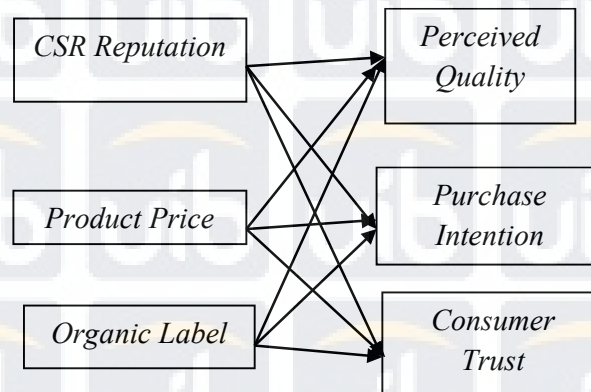 CSR Reputation
Perceived
Quality
Product Price
Purchase
Intention
Organic Label
Consumer
Trust